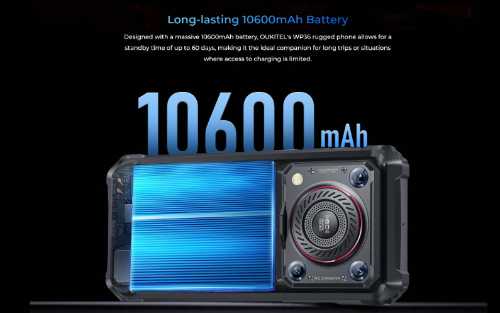 Long-lasting 10600mAh Battery
Designed with a massive 10600mAh battery, OUKITEL's WP36 rugged phone allows for a
standby time of up to 60 days, making it the ideal companion for long trips or situations
where access to charging is limited.
10600 mAh